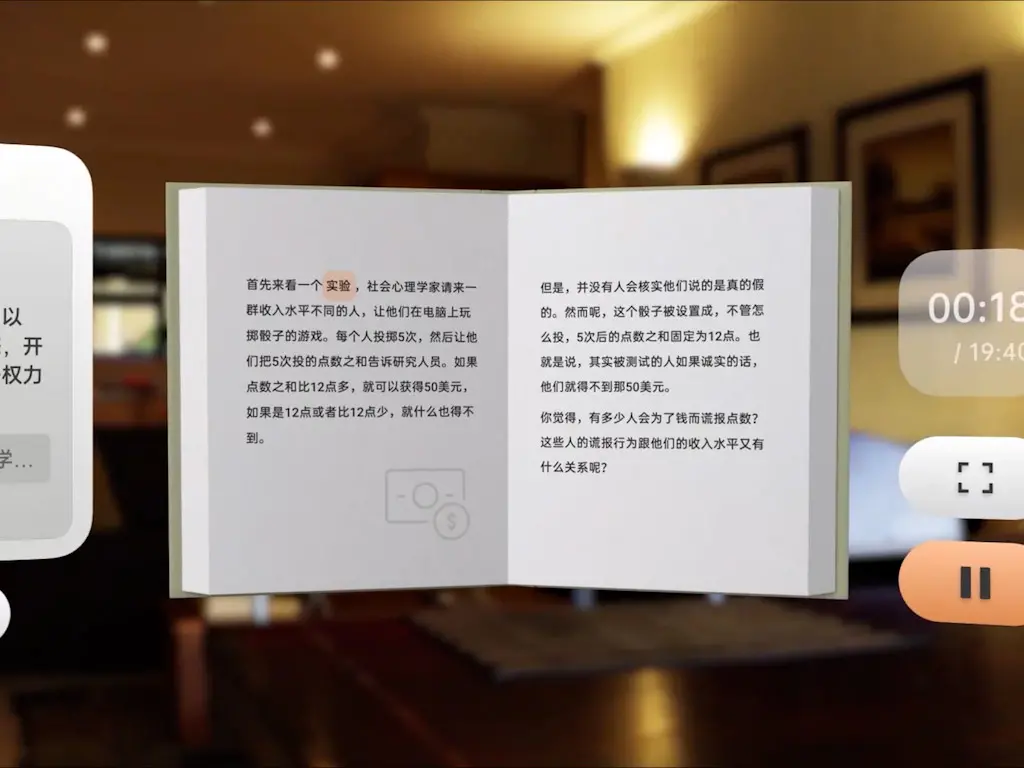 以
，开
权力
学...
首先来看一个实验，社会心理学家请来一
群收入水平不同的人，让他们在电脑上玩
掷骰子的游戏。每个人投掷5次，然后让他
们把5次投的点数之和告诉研究人员。如果
点数之和比12点多，就可以获得50美元，
如果是12点或者比12点少，就什么也得不
到。
$
但是，并没有人会核实他们说的是真的假
的。然而呢，这个骰子被设置成，不管怎
么投，5次后的点数之和固定为12点。也
就是说，其实被测试的人如果诚实的话，
他们就得不到那50美元。
你觉得，有多少人会为了钱而谎报点数？
这些人的谎报行为跟他们的收入水平又有
什么关系呢？
00:18
/ 19:40